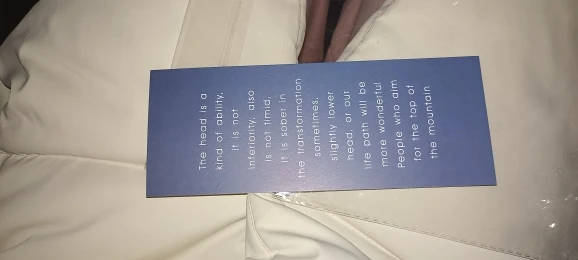 The head is a
kind of ability,
it is not
inferiority, also
is not timid,
it is sober in
the transformation
sometimes,
slightly lower
head, or our
life path will be
more wonderful
People who aim
for the top of
the mountain